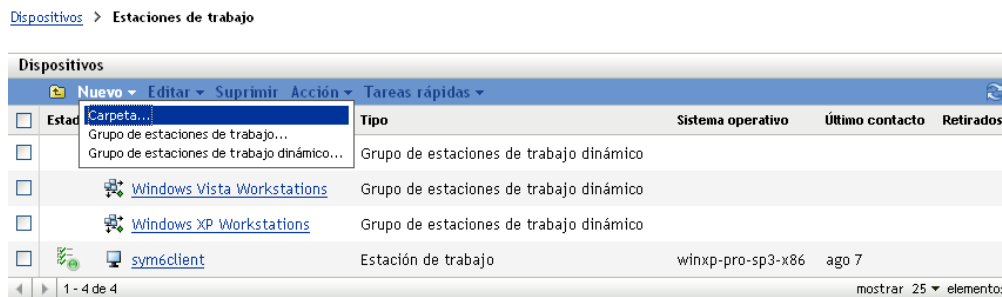 Dispositivos > Estaciones de trabajo
Dispositivos
Nuevo Editar Suprimir Acción Tareas rápidas
Carpeta...
Grupo de estaciones de trabajo...
Grupo de estaciones de trabajo dinámico...
Estad Tipo Sistema operativo Último contacto Retirados
Grupo de estaciones de trabajo dinámico
Windows Vista Workstations Grupo de estaciones de trabajo dinámico
Windows XP Workstations Grupo de estaciones de trabajo dinámico
sym6client Estación de trabajo winxp-pro-sp3-x86 ago 7
1 - 4 de 4 mostrar 25 elementos